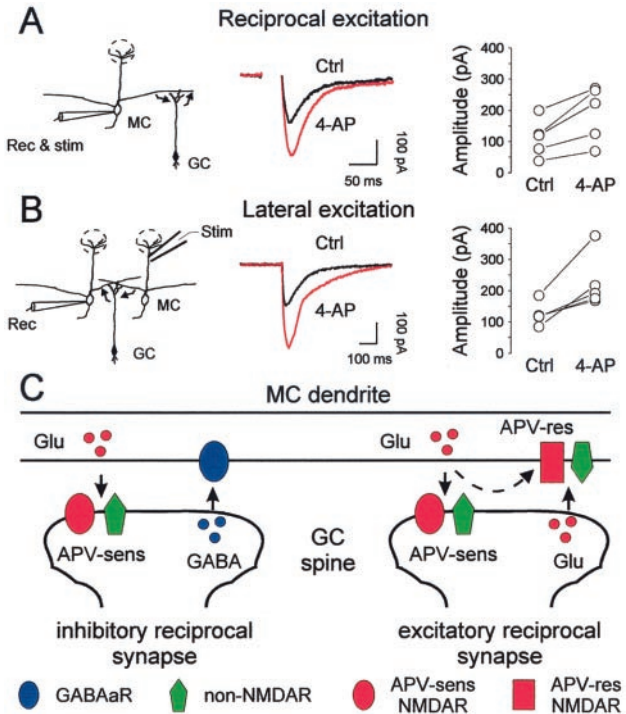 A
Reciprocal excitation
Rec & stim
MC
GC
Ctrl
4-AP
100 pA
50 ms
Amplitude (pA)
400
300
200
100
0
Ctrl
4-AP
B
Lateral excitation
Stim
Rec
MC
GC
Ctrl
4-AP
100 pA
100 ms
Amplitude (pA)
400
300
200
100
0
Ctrl
4-AP
C
MC dendrite
Glu
Glu
APV-res
APV-sens
GABA
GC
spine
APV-sens
Glu
inhibitory reciprocal
synapse
excitatory reciprocal
synapse
GABAaR
non-NMDAR
APV-sens
NMDAR
APV-res
NMDAR